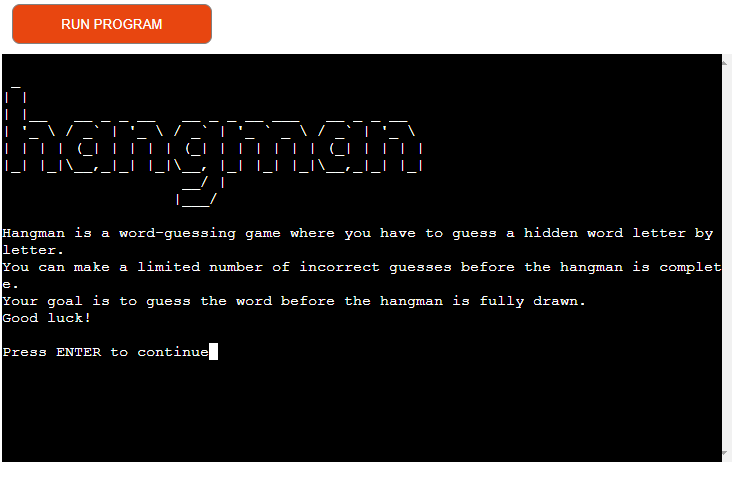 RUN PROGRAM
hangman
Hangman is a word-guessing game where you have to guess a hidden word letter by
letter.
You can make a limited number of incorrect guesses before the hangman is complet
e.
Your goal is to guess the word before the hangman is fully drawn.
Good luck!
Press ENTER to continue